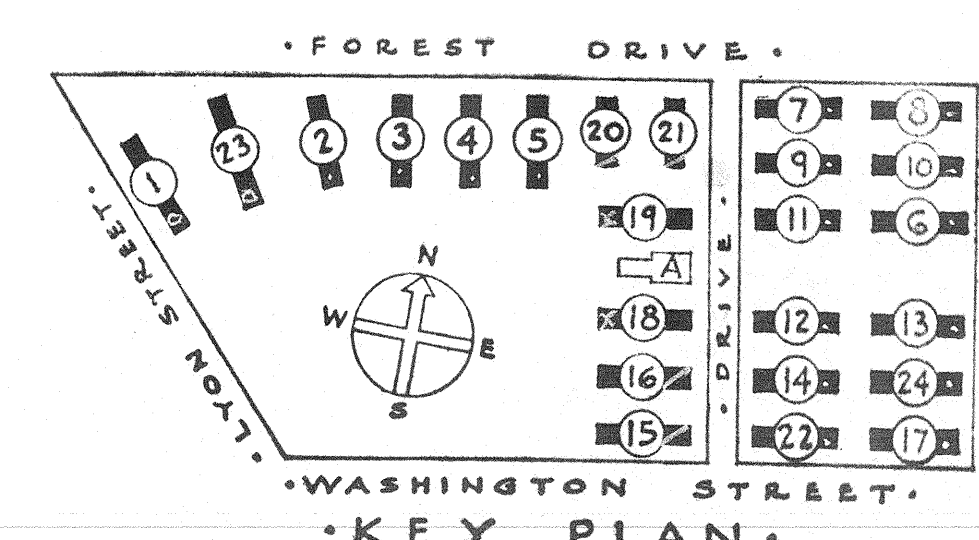 · FOREST DRIVE ·
1 23 2 3 4 5 20 21
7 8
9 10
11 6
19
A
18
16
15
12 13
14 24
22 17
N
W E
S
· LYON STREET ·
· DRIVE ·
· WASHINGTON STREET ·
· KEY PLAN ·